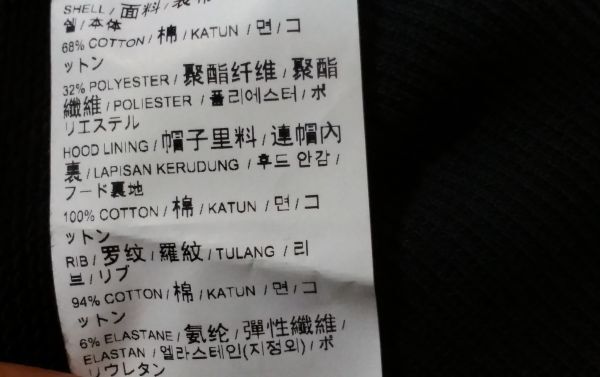 SHELL / 面料 /
쉘 / 本体
68% COTTON / 棉 / KATUN / 면 / コ
ットン
32% POLYESTER / 聚酯纤维 / 聚酯
纖維 / POLIESTER / 폴리에스터 / ポ
リエステル
HOOD LINING / 帽子里料 / 連帽內
裏 / LAPISAN KERUDUNG / 후드 안감 /
フード裏地
100% COTTON / 棉 / KATUN / 면 / コ
ットン
RIB / 罗纹 / 羅紋 / TULANG / 리
브 / リブ
94% COTTON / 棉 / KATUN / 면 / コ
ットン
6% ELASTANE / 氨纶 / 彈性纖維 /
ELASTAN / 엘라스테인(지정외) / ポ
リウレタン